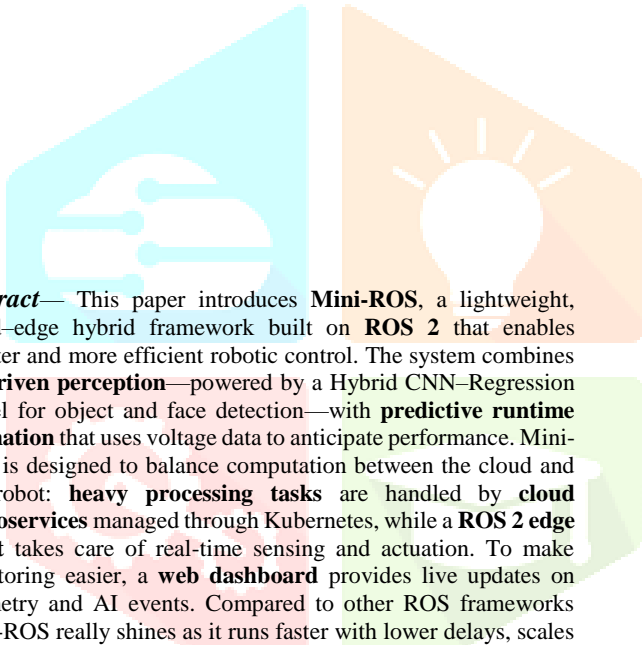 ract— This paper introduces Mini-ROS, a lightweight,
–edge hybrid framework built on ROS 2 that enables
ter and more efficient robotic control. The system combines
riven perception—powered by a Hybrid CNN–Regression
el for object and face detection—with predictive runtime
nation that uses voltage data to anticipate performance. Mini-
is designed to balance computation between the cloud and
robot: heavy processing tasks are handled by cloud
oservices managed through Kubernetes, while a ROS 2 edge
t takes care of real-time sensing and actuation. To make
toring easier, a web dashboard provides live updates on
metry and AI events. Compared to other ROS frameworks
-ROS really shines as it runs faster with lower delays, scales